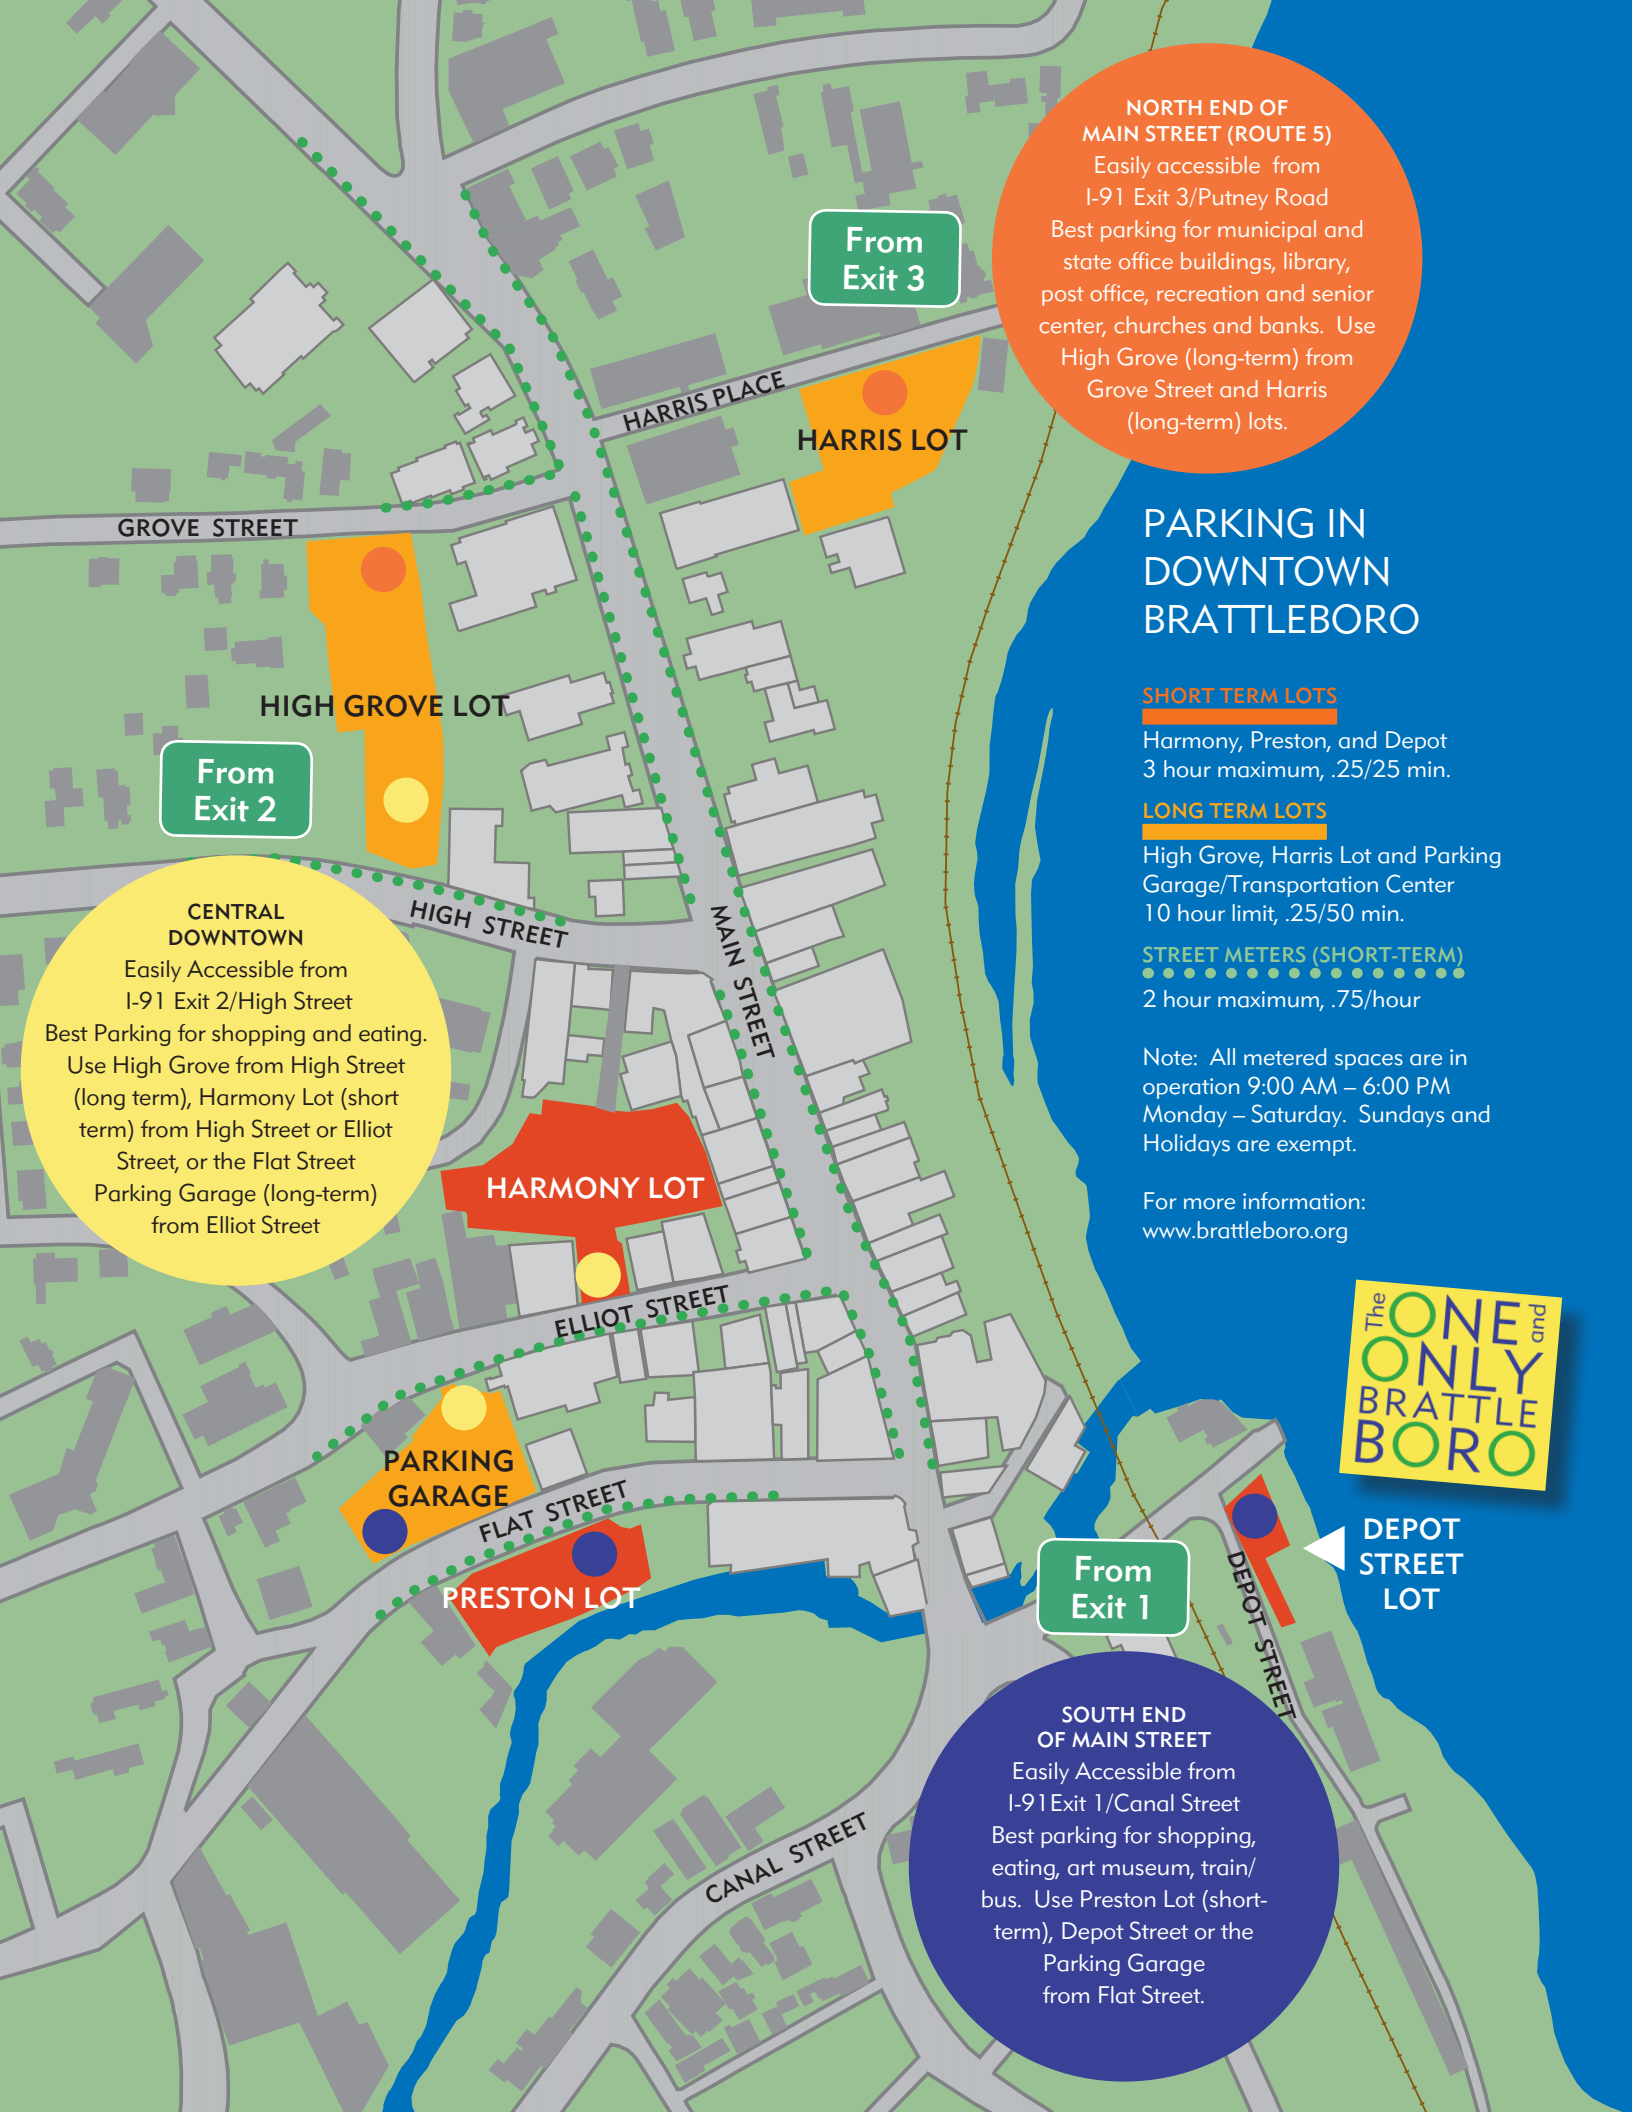 NORTH END OF
MAIN STREET (ROUTE 5)
Easily accessible from
I-91 Exit 3/Putney Road
Best parking for municipal and
state office buildings, library,
post office, recreation and senior
center, churches and banks. Use
High Grove (long-term) from
Grove Street and Harris
(long-term) lots.
From
Exit 3
HARRIS PLACE
HARRIS LOT
GROVE STREET
HIGH GROVE LOT
From
Exit 2
PARKING IN
DOWNTOWN
BRATTLEBORO
SHORT TERM LOTS
Harmony, Preston, and Depot
3 hour maximum, .25/25 min.
LONG TERM LOTS
High Grove, Harris Lot and Parking
Garage/Transportation Center
10 hour limit, .25/50 min.
STREET METERS (SHORT-TERM)
2 hour maximum, .75/hour
Note: All metered spaces are in
operation 9:00 AM – 6:00 PM
Monday – Saturday. Sundays and
Holidays are exempt.
For more information:
www.brattleboro.org
HIGH STREET
MAIN STREET
CENTRAL
DOWNTOWN
Easily Accessible from
I-91 Exit 2/High Street
Best Parking for shopping and eating.
Use High Grove from High Street
(long term), Harmony Lot (short
term) from High Street or Elliot
Street, or the Flat Street
Parking Garage (long-term)
from Elliot Street
HARMONY LOT
ELLIOT STREET
The ONE and
ONLY
BRATTLE
BORO
PARKING
GARAGE
FLAT STREET
PRESTON LOT
DEPOT
STREET
LOT
From
Exit 1
DEPOT STREET
SOUTH END
OF MAIN STREET
Easily Accessible from
I-91Exit 1/Canal Street
Best parking for shopping,
eating, art museum, train/
bus. Use Preston Lot (short-
term), Depot Street or the
Parking Garage
from Flat Street.
CANAL STREET